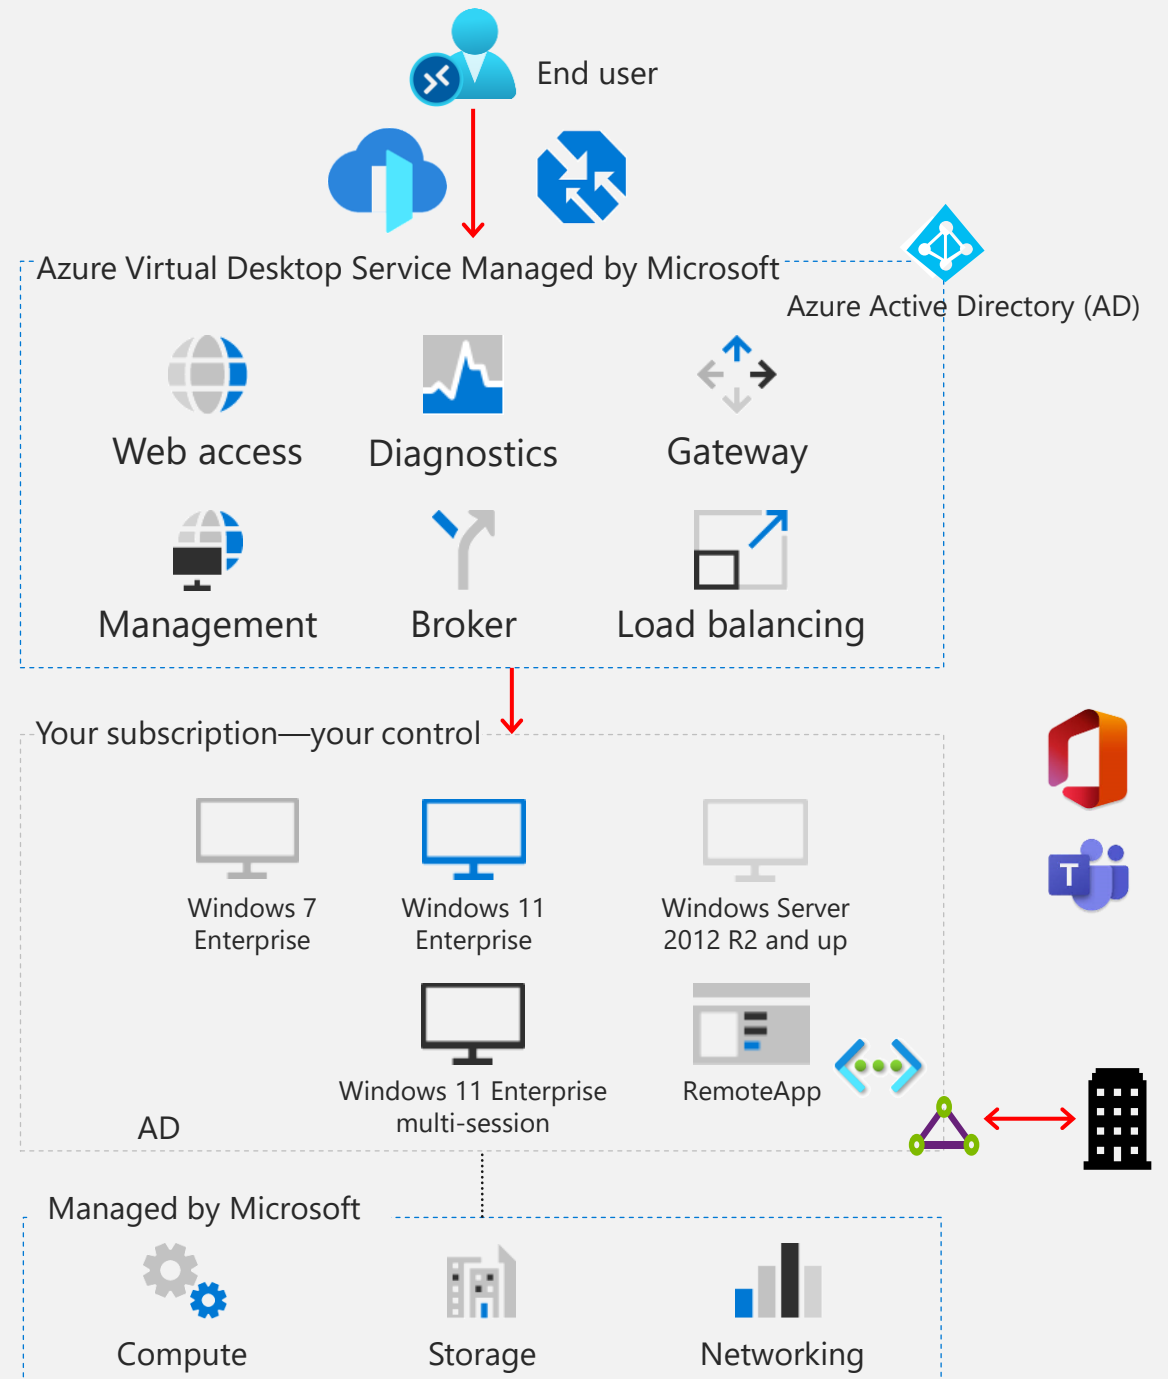 End user
Azure Virtual Desktop Service Managed by Microsoft
Azure Active Directory (AD)
Web access
Diagnostics
Gateway
Management
Broker
Load balancing
Your subscription—your control
T
Windows 7
Enterprise
Windows 11
Enterprise
Windows Server
2012 R2 and up
Windows 11 Enterprise
multi-session
RemoteApp
AD
Managed by Microsoft
Compute
Storage
Networking